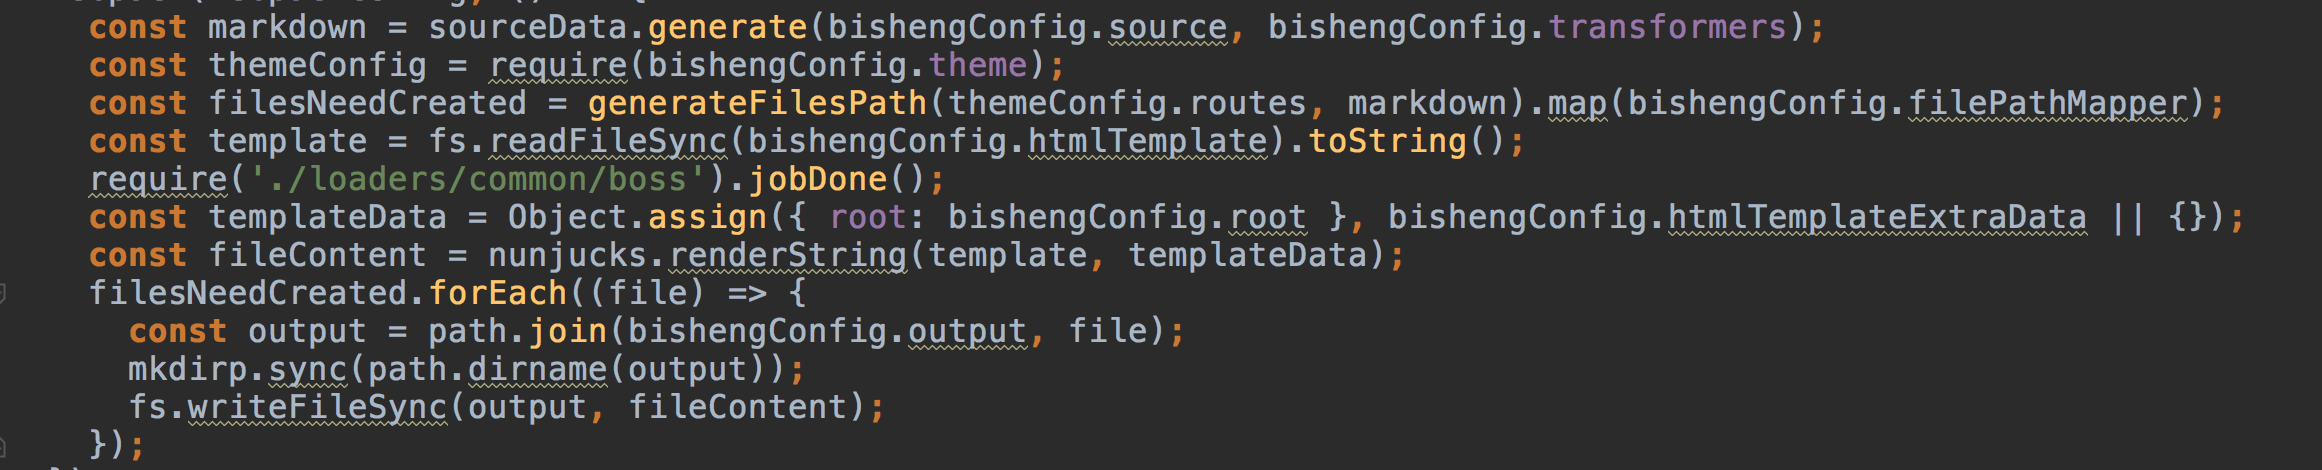 const markdown = sourceData.generate(bishengConfig.source, bishengConfig.transformers);
const themeConfig = require(bishengConfig.theme);
const filesNeedCreated = generateFilesPath(themeConfig.routes, markdown).map(bishengConfig.filePathMapper);
const template = fs.readFileSync(bishengConfig.htmlTemplate).toString();
require('./loaders/common/boss').jobDone();
const templateData = Object.assign({ root: bishengConfig.root }, bishengConfig.htmlTemplateExtraData || {});
const fileContent = nunjucks.renderString(template, templateData);
filesNeedCreated.forEach((file) => {
const output = path.join(bishengConfig.output, file);
mkdirp.sync(path.dirname(output));
fs.writeFileSync(output, fileContent);
});